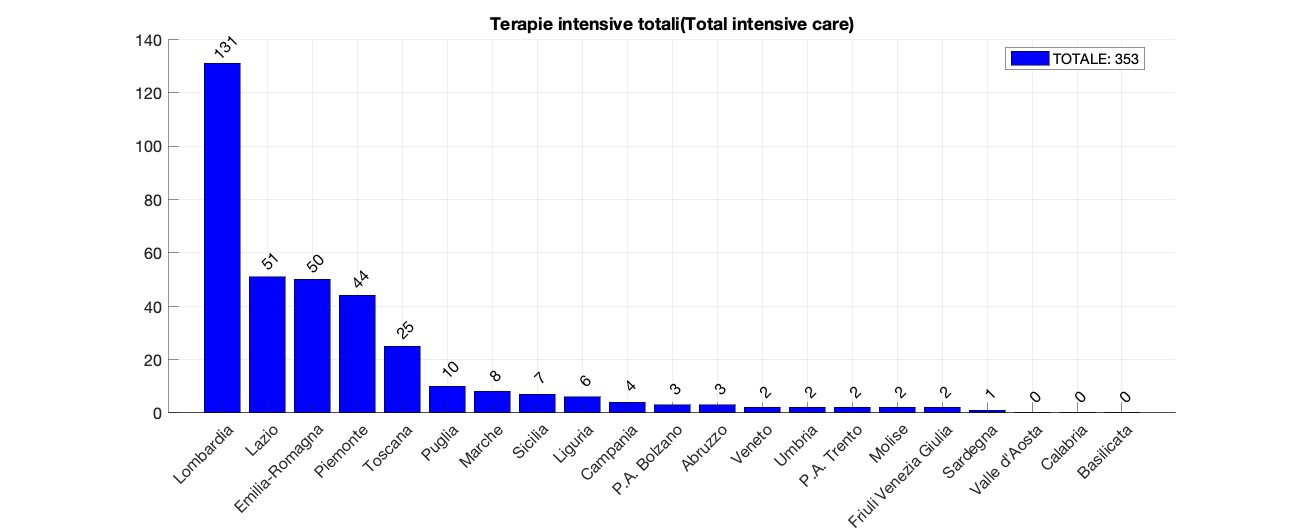 Terapie intensive totali(Total intensive care)
TOTALE: 353
140
120
100
80
60
40
20
0
131
51
50
44
25
10
8
7
6
4
3
3
2
2
2
2
2
1
0
0
0
Lombardia
Lazio
Emilia-Romagna
Piemonte
Toscana
Puglia
Marche
Sicilia
Liguria
Campania
P.A. Bolzano
Abruzzo
Veneto
Umbria
P.A. Trento
Molise
Friuli Venezia Giulia
Sardegna
Valle d'Aosta
Calabria
Basilicata